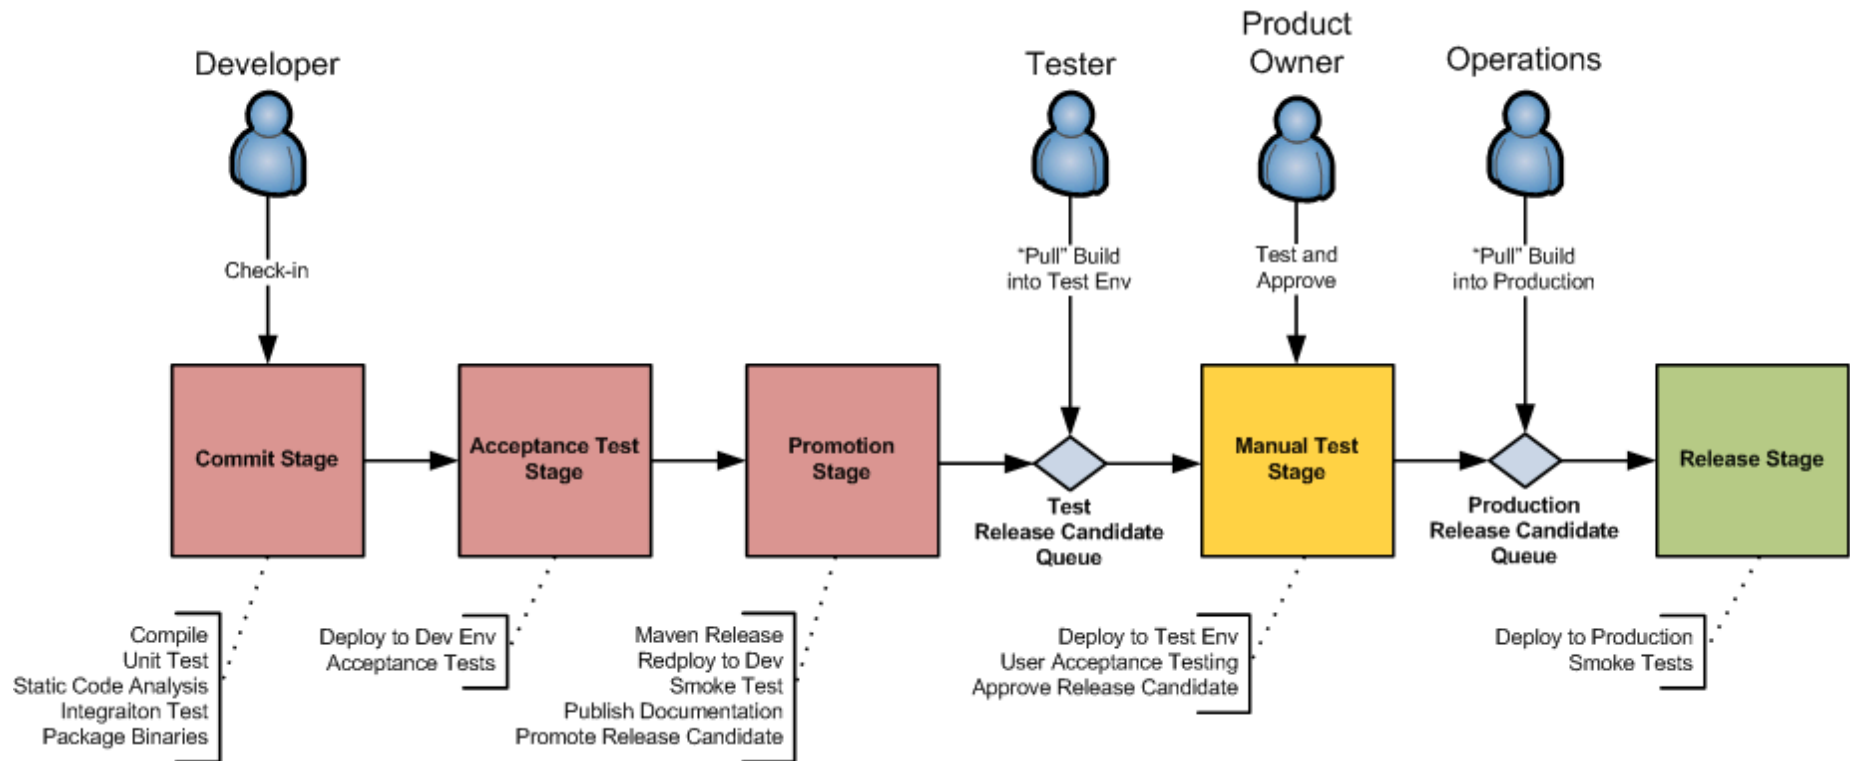 Developer
Tester
Product
Owner
Operations
Check-in
“Pull” Build
into Test Env
Test and
Approve
“Pull” Build
into Production
Commit Stage
Acceptance Test
Stage
Promotion
Stage
Test
Release Candidate
Queue
Manual Test
Stage
Production
Release Candidate
Queue
Release Stage
Compile
Unit Test
Static Code Analysis
Integraiton Test
Package Binaries
Deploy to Dev Env
Acceptance Tests
Maven Release
Redploy to Dev
Smoke Test
Publish Documentation
Promote Release Candidate
Deploy to Test Env
User Acceptance Testing
Approve Release Candidate
Deploy to Production
Smoke Tests